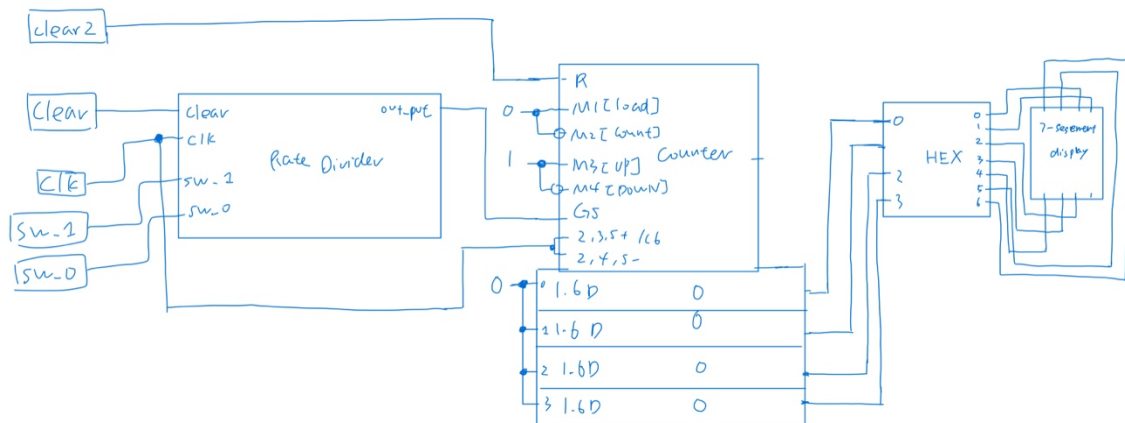 clear2
Clear
Clk
SW_1
SW_0
clear
clk
SW_1
SW_0
out_put
Rate Divider
R
0
M1[load]
M2[Count]
1
M3[Up]
M4[DOWN]
G5
2,3,5+/C6
2,4,5-
Counter
0
0 1.6D 0
1 1.6D 0
2 1.6D 0
3 1.6D 0
0
2
3
HEX
0
1
2
3
4
5
6
7-segement
display